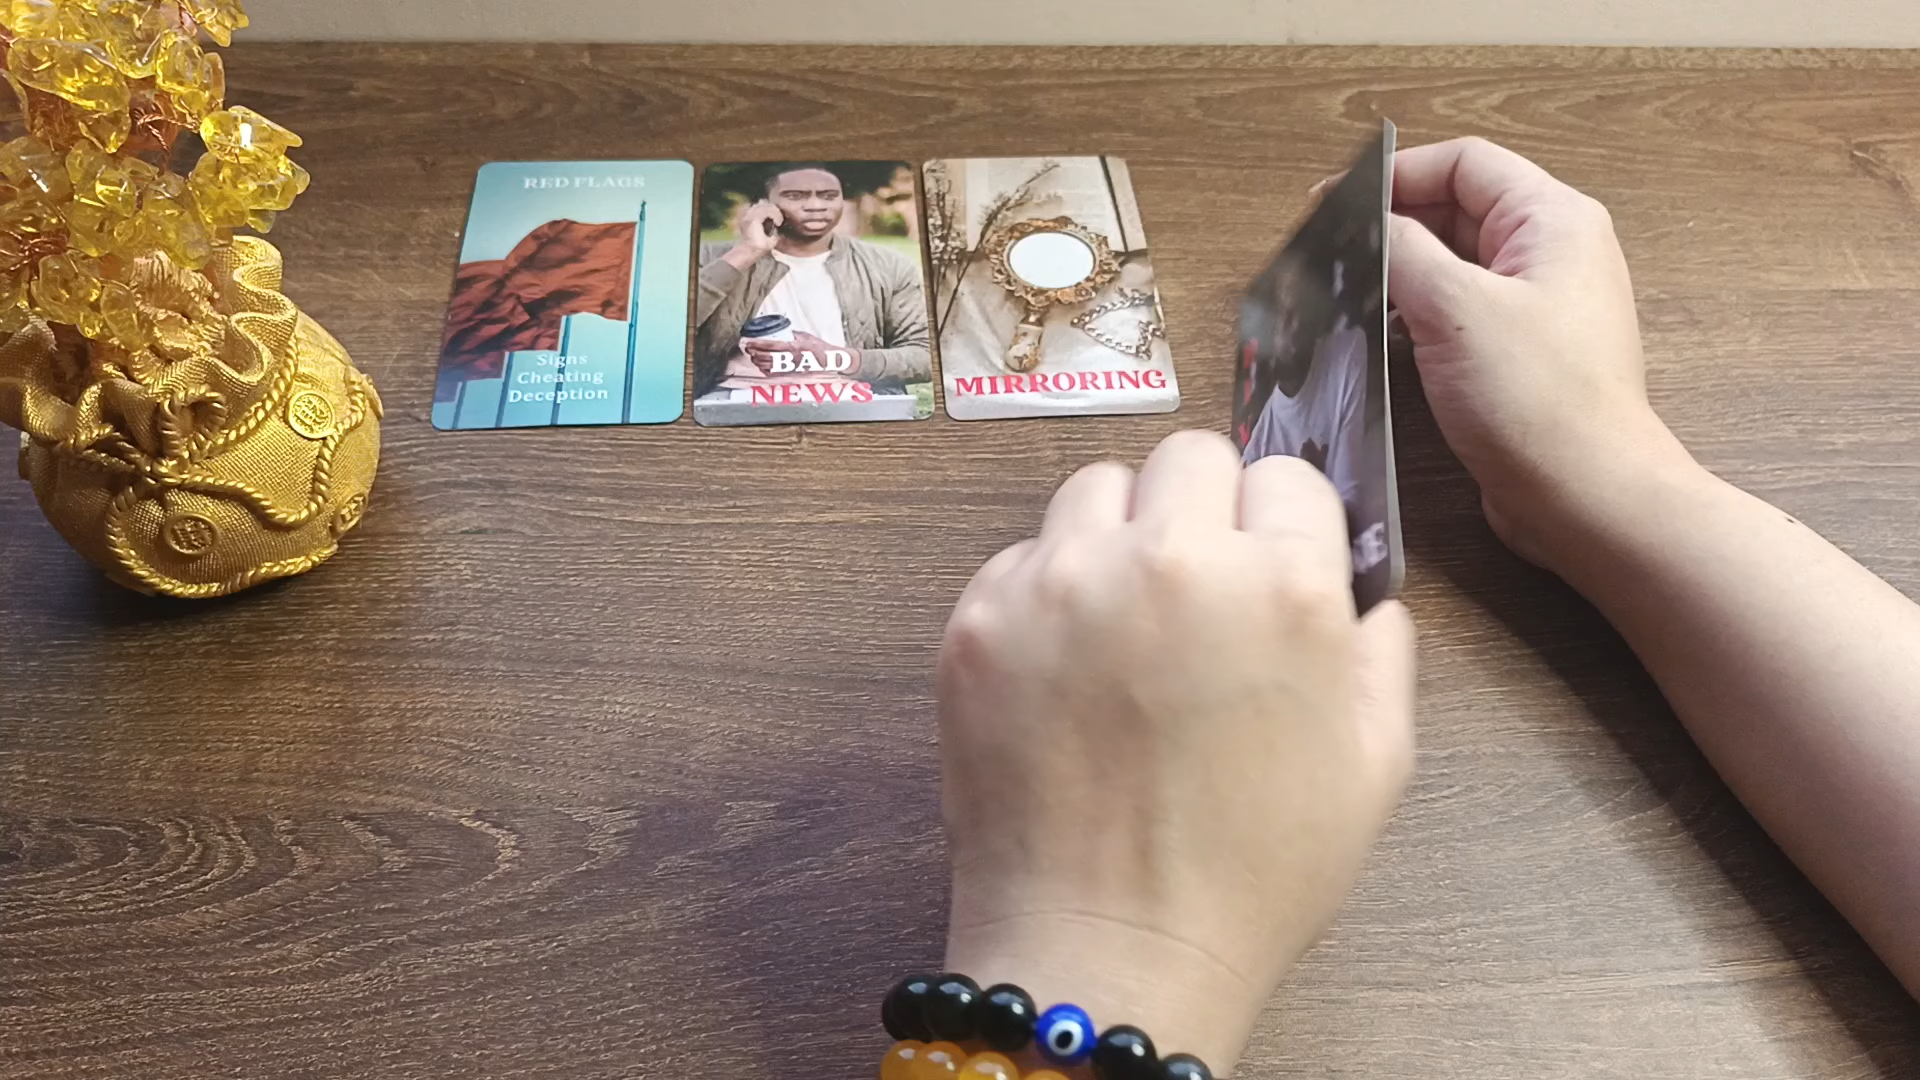 RED FLAGS
Signs
Cheating
Deception
BAD
NEWS
MIRRORING